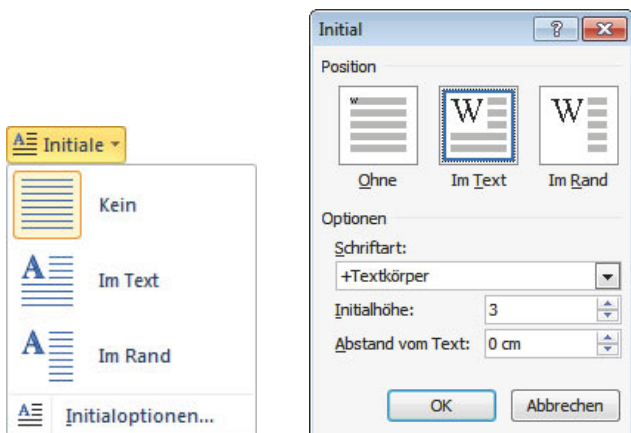 Initiale
Kein
Im Text
Im Rand
Initialoptionen...
Initial
Position
W W W
Ohne Im Text Im Rand
Optionen
Schriftart:
+Textkörper
Initialhöhe: 3
Abstand vom Text: 0 cm
OK Abbrechen